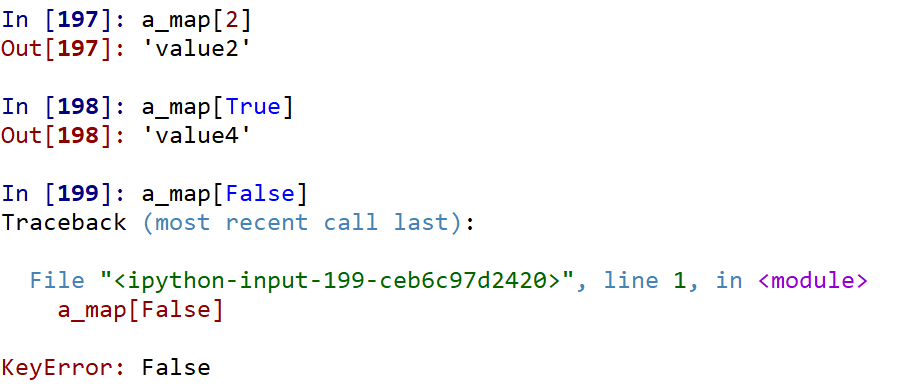 In [197]: a_map[2]
Out[197]: 'value2'
In [198]: a_map[True]
Out[198]: 'value4'
In [199]: a_map[False]
Traceback (most recent call last):
  File "<ipython-input-199-ceb6c97d2420>", line 1, in <module>
    a_map[False]
KeyError: False